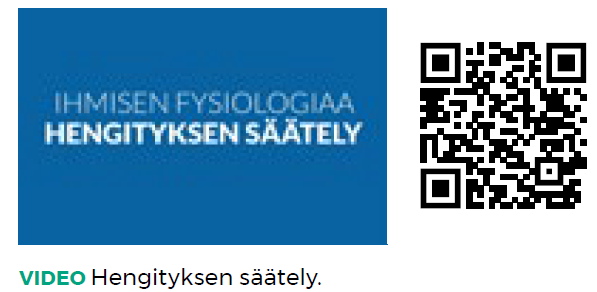 IHMISEN FYSIOLOGIAA
HENGITYKSEN SÄÄTELY
VIDEO Hengityksen säätely.